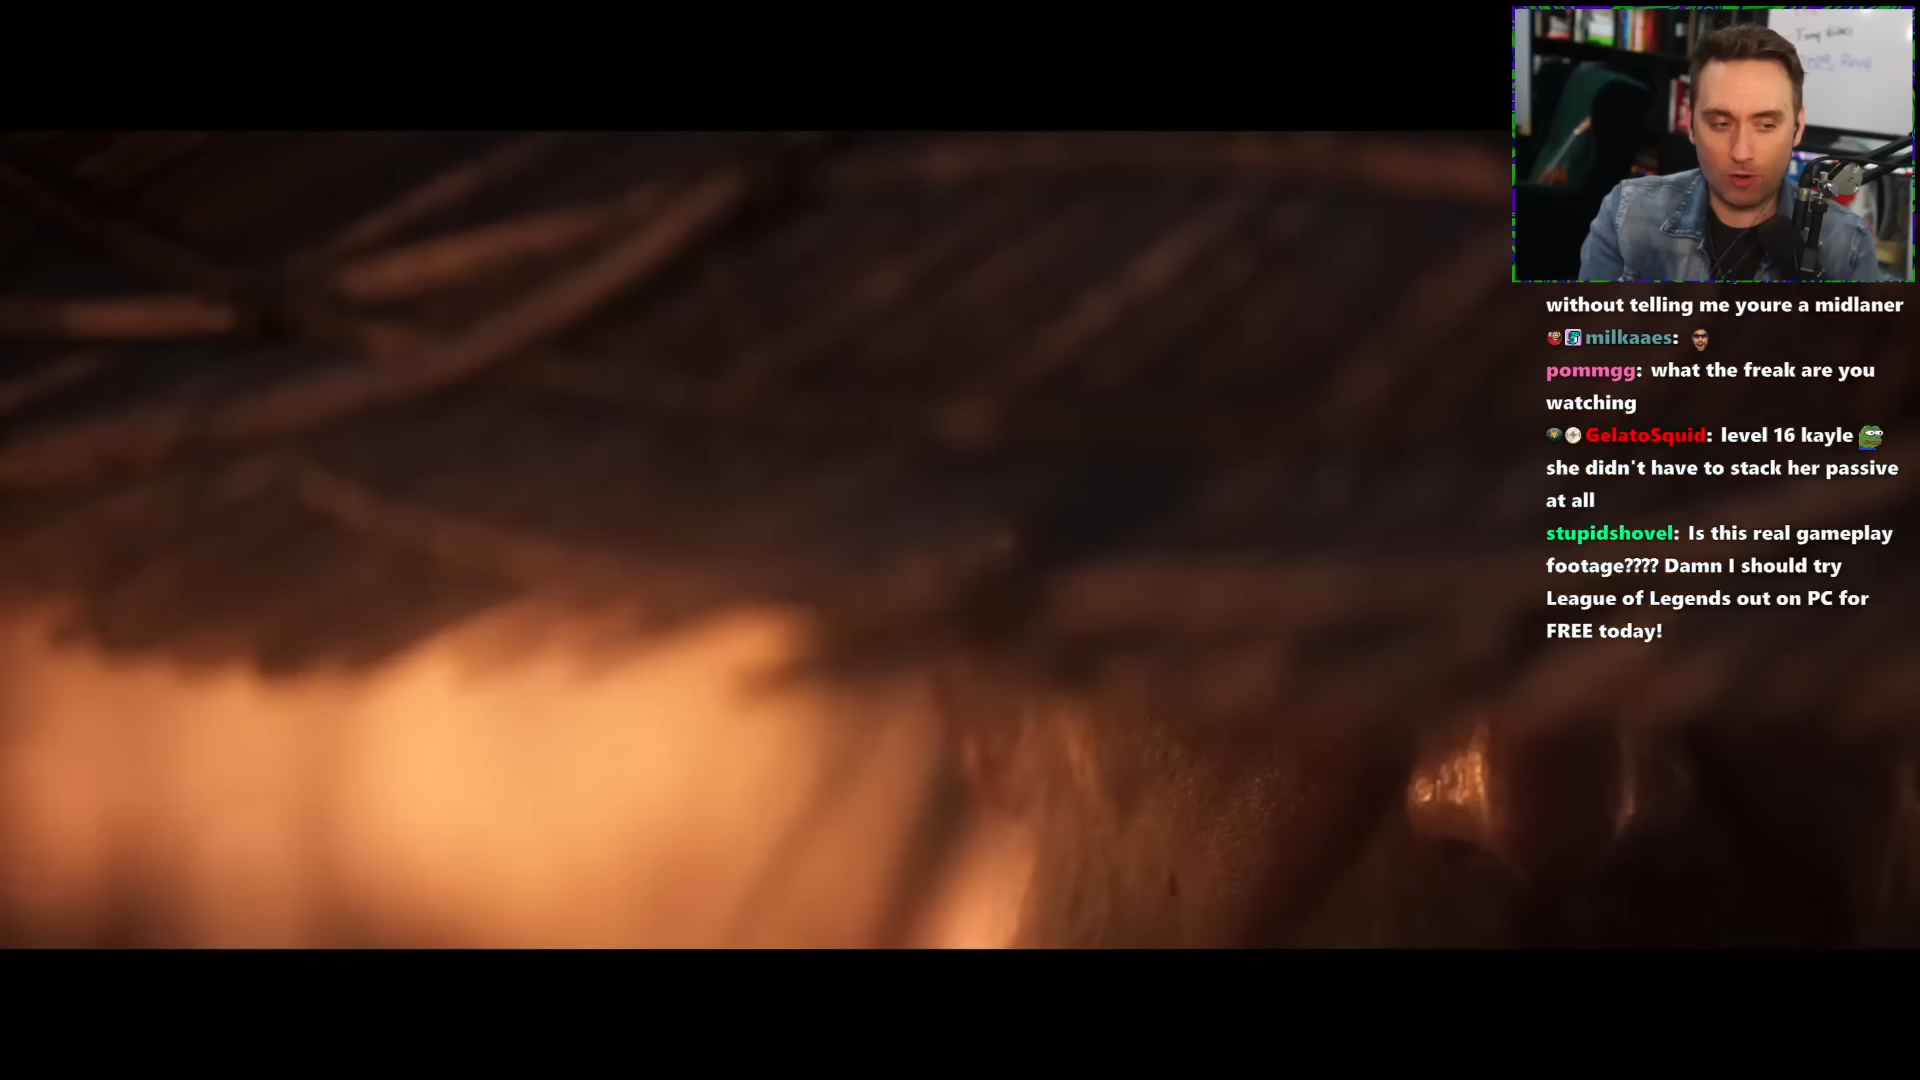 without telling me youre a midlaner
milkaaes:
pommgg: what the freak are you
watching
GelatoSquid: level 16 kayle
she didn't have to stack her passive
at all
stupidshovel: Is this real gameplay
footage???? Damn I should try
League of Legends out on PC for
FREE today!